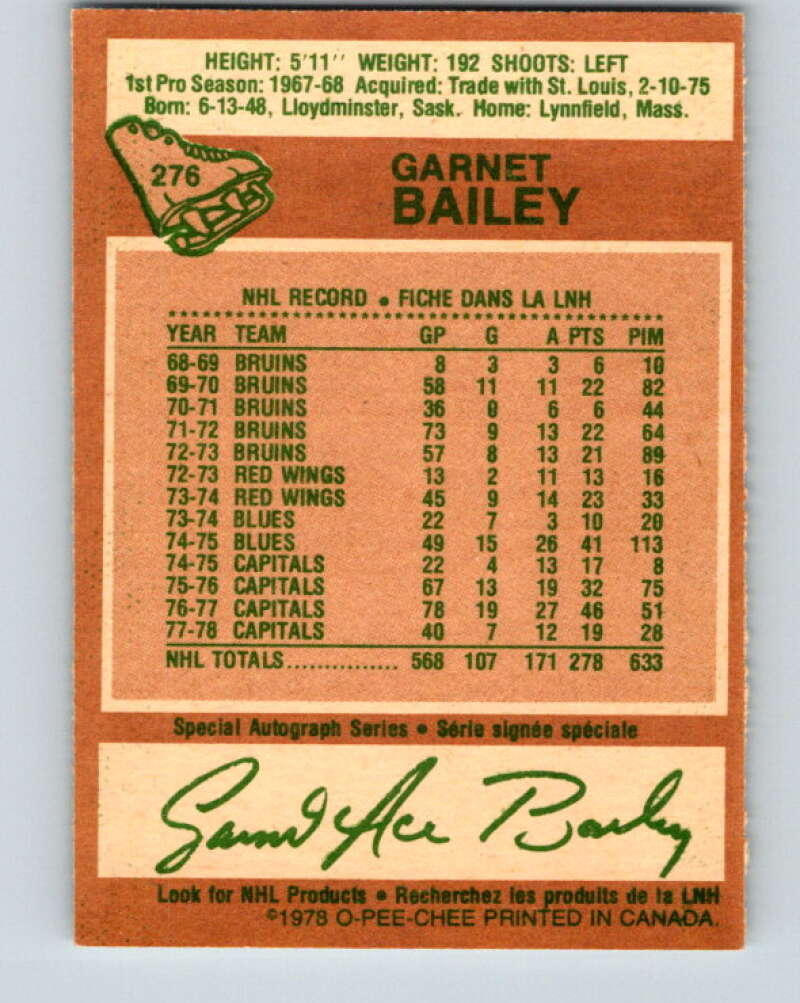 HEIGHT: 5'11'' WEIGHT: 192 SHOOTS: LEFT
1st Pro Season: 1967-68 Acquired: Trade with St. Louis, 2-10-75
Born: 6-13-48, Lloydminster, Sask. Home: Lynnfield, Mass.
276
GARNET
BAILEY
NHL RECORD • FICHE DANS LA LNH
YEAR TEAM GP G A PTS PIM
68-69 BRUINS 8 3 3 6 10
69-70 BRUINS 58 11 11 22 82
70-71 BRUINS 36 0 6 6 44
71-72 BRUINS 73 9 13 22 64
72-73 BRUINS 57 8 13 21 89
72-73 RED WINGS 13 2 11 13 16
73-74 RED WINGS 45 9 14 23 33
73-74 BLUES 22 7 3 10 20
74-75 BLUES 49 15 26 41 113
74-75 CAPITALS 22 4 13 17 8
75-76 CAPITALS 67 13 19 32 75
76-77 CAPITALS 78 19 27 46 51
77-78 CAPITALS 40 7 12 19 28
NHL TOTALS............... 568 107 171 278 633
Special Autograph Series • Série signée spéciale
Garnet Ace Bailey
Look for NHL Products • Recherchez les produits de la LNH
©1978 O-PEE-CHEE PRINTED IN CANADA.